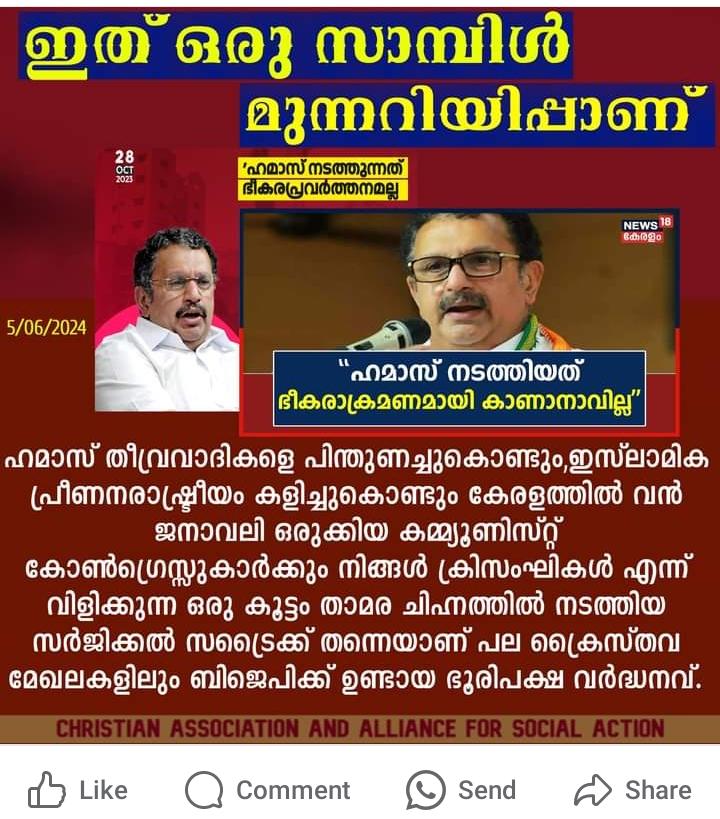 ഇത് ഒരു സാമ്പിൾ
മുന്നറിയിപ്പാണ്
28
OCT
2023
'ഹമാസ് നടത്തുന്നത്
ഭീകരപ്രവർത്തനമല്ല
NEWS 18
കേരളം
5/06/2024
"ഹമാസ് നടത്തിയത്
ഭീകരാക്രമണമായി കാണാനാവില്ല"
ഹമാസ് തീവ്രവാദികളെ പിന്തുണച്ചുകൊണ്ടും,ഇസ്ലാമിക
പ്രീണനരാഷ്ട്രീയം കളിച്ചുകൊണ്ടും കേരളത്തിൽ വൻ
ജനാവലി ഒരുക്കിയ കമ്മ്യൂണിസ്റ്റ്
കോൺഗ്രെസ്സുകാർക്കും നിങ്ങൾ ക്രിസംഘികൾ എന്ന്
വിളിക്കുന്ന ഒരു കൂട്ടം താമര ചിഹ്നത്തിൽ നടത്തിയ
സർജിക്കൽ സട്രൈക്ക് തന്നെയാണ് പല ക്രൈസ്തവ
മേഖലകളിലും ബിജെപിക്ക് ഉണ്ടായ ഭൂരിപക്ഷ വർദ്ധനവ്.
CHRISTIAN ASSOCIATION AND ALLIANCE FOR SOCIAL ACTION
Like Comment Send Share